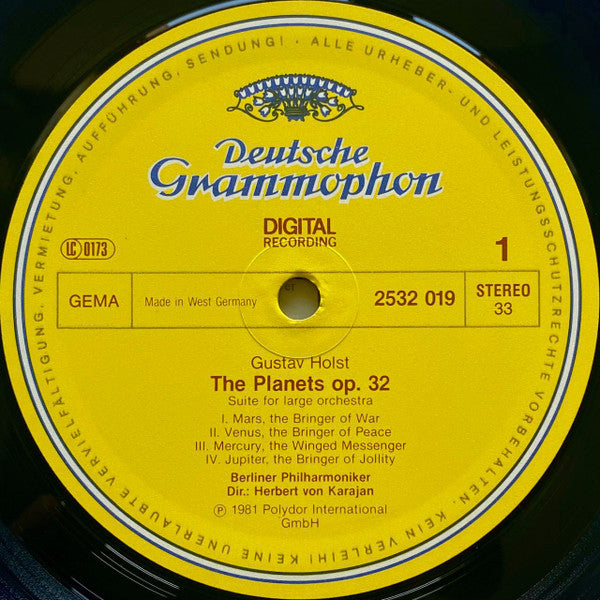 ALLE URHEBER- UND LEISTUNGSSCHUTZRECHTE VORBEHALTEN. KEIN VERLEIH! KEINE UNERLAUBTE VERVIELFÄLTIGUNG, VERMIETUNG, AUFFÜHRUNG, SENDUNG! ·
Deutsche
Grammophon
DIGITAL
RECORDING
LC 0173
1
GEMA
Made in West Germany
2532 019
STEREO
33
Gustav Holst
The Planets op. 32
Suite for large orchestra
I. Mars, the Bringer of War
II. Venus, the Bringer of Peace
III. Mercury, the Winged Messenger
IV. Jupiter, the Bringer of Jollity
Berliner Philharmoniker
Dir.: Herbert von Karajan
Ⓟ 1981 Polydor International
GmbH